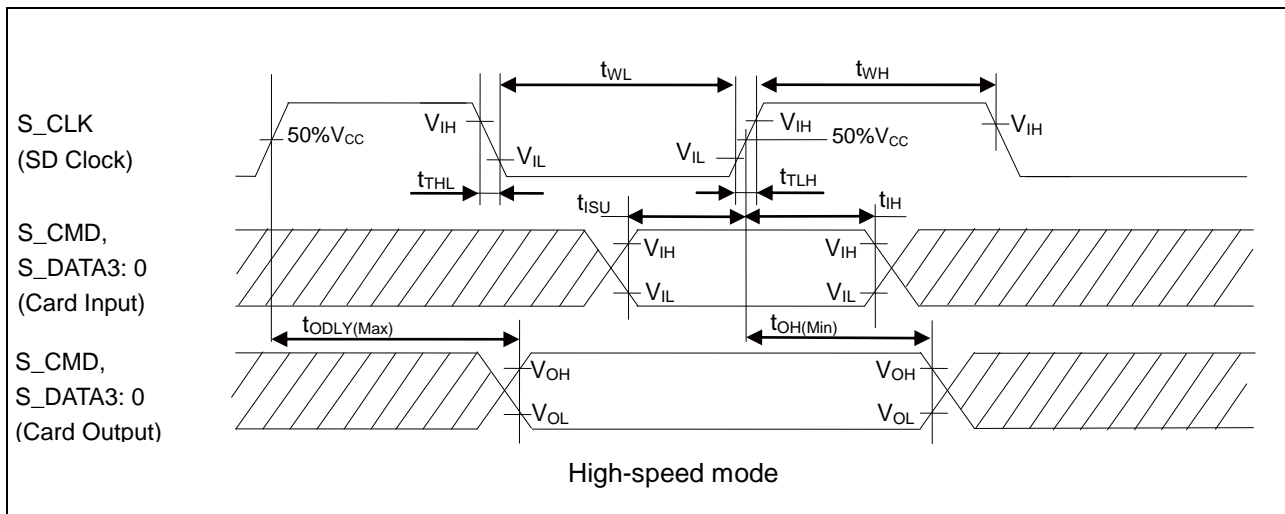 tWL tWH
S_CLK
(SD Clock)
50%VCC VIH VIL VIL VIH 50%VCC VIH
tTHL tTLH
tISU tIH
S_CMD,
S_DATA3: 0
(Card Input)
VIH VIH
VIL VIL
tODLY(Max) tOH(Min)
S_CMD,
S_DATA3: 0
(Card Output)
VOH VOH
VOL VOL
High-speed mode